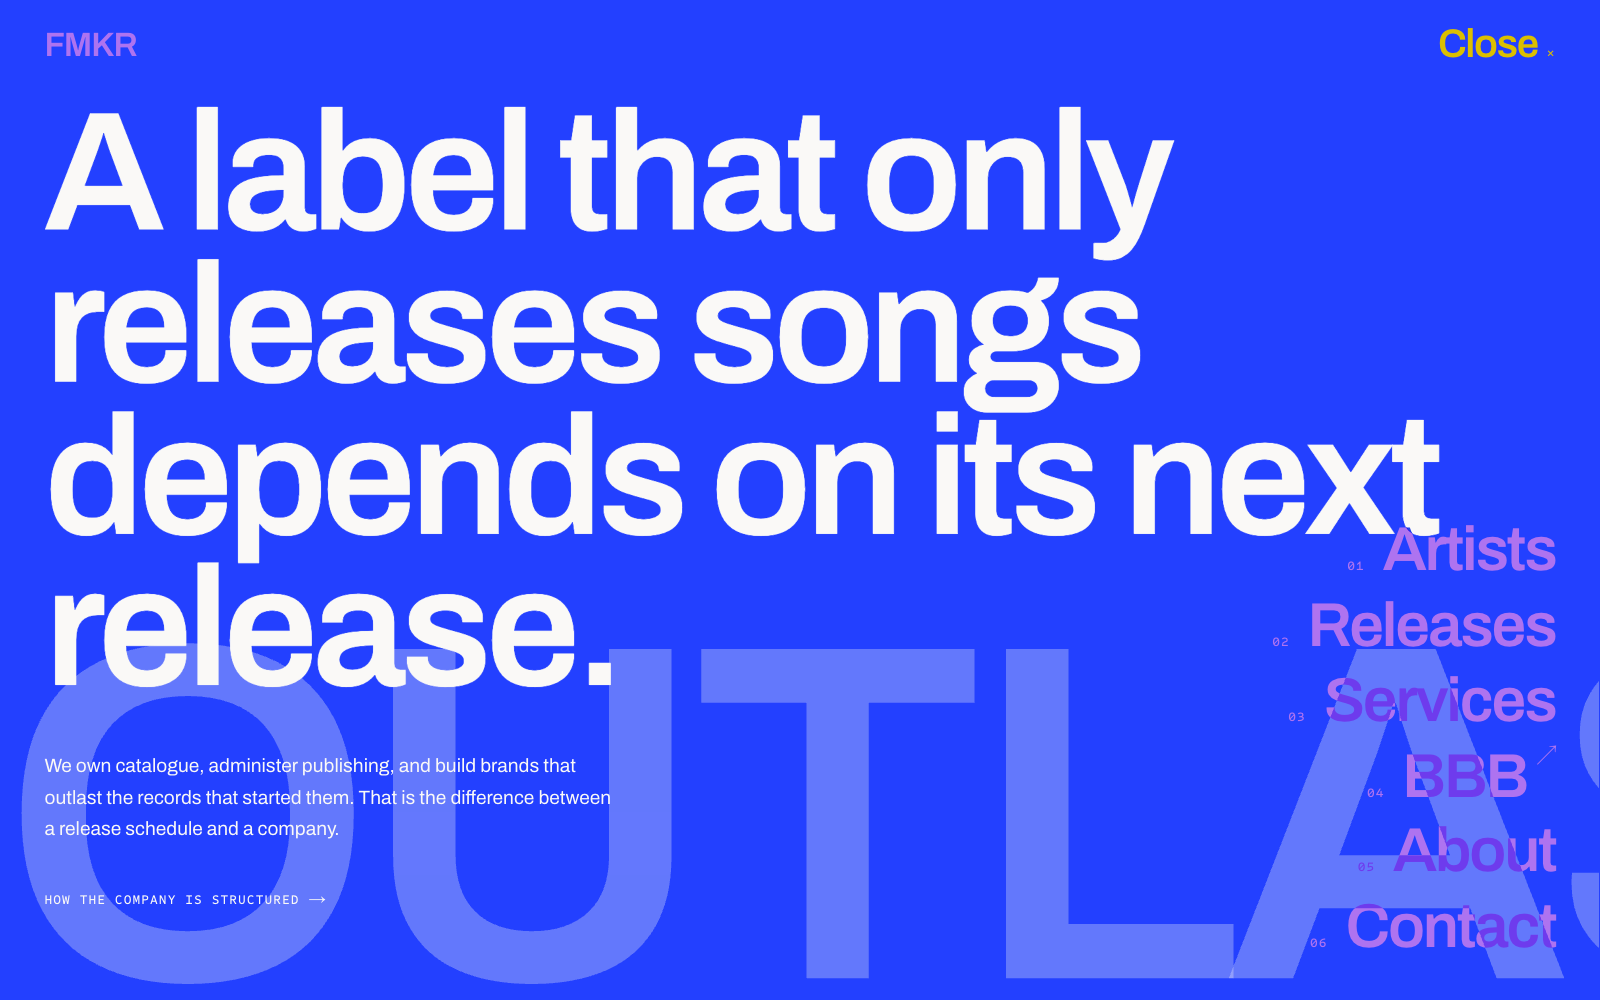 FMKR
Close ×
A label that only
releases songs
depends on its next
release.
01 Artists
02 Releases
03 Services
04 BBB ↗
05 About
06 Contact
OUTLAS
We own catalogue, administer publishing, and build brands that
outlast the records that started them. That is the difference between
a release schedule and a company.
HOW THE COMPANY IS STRUCTURED →